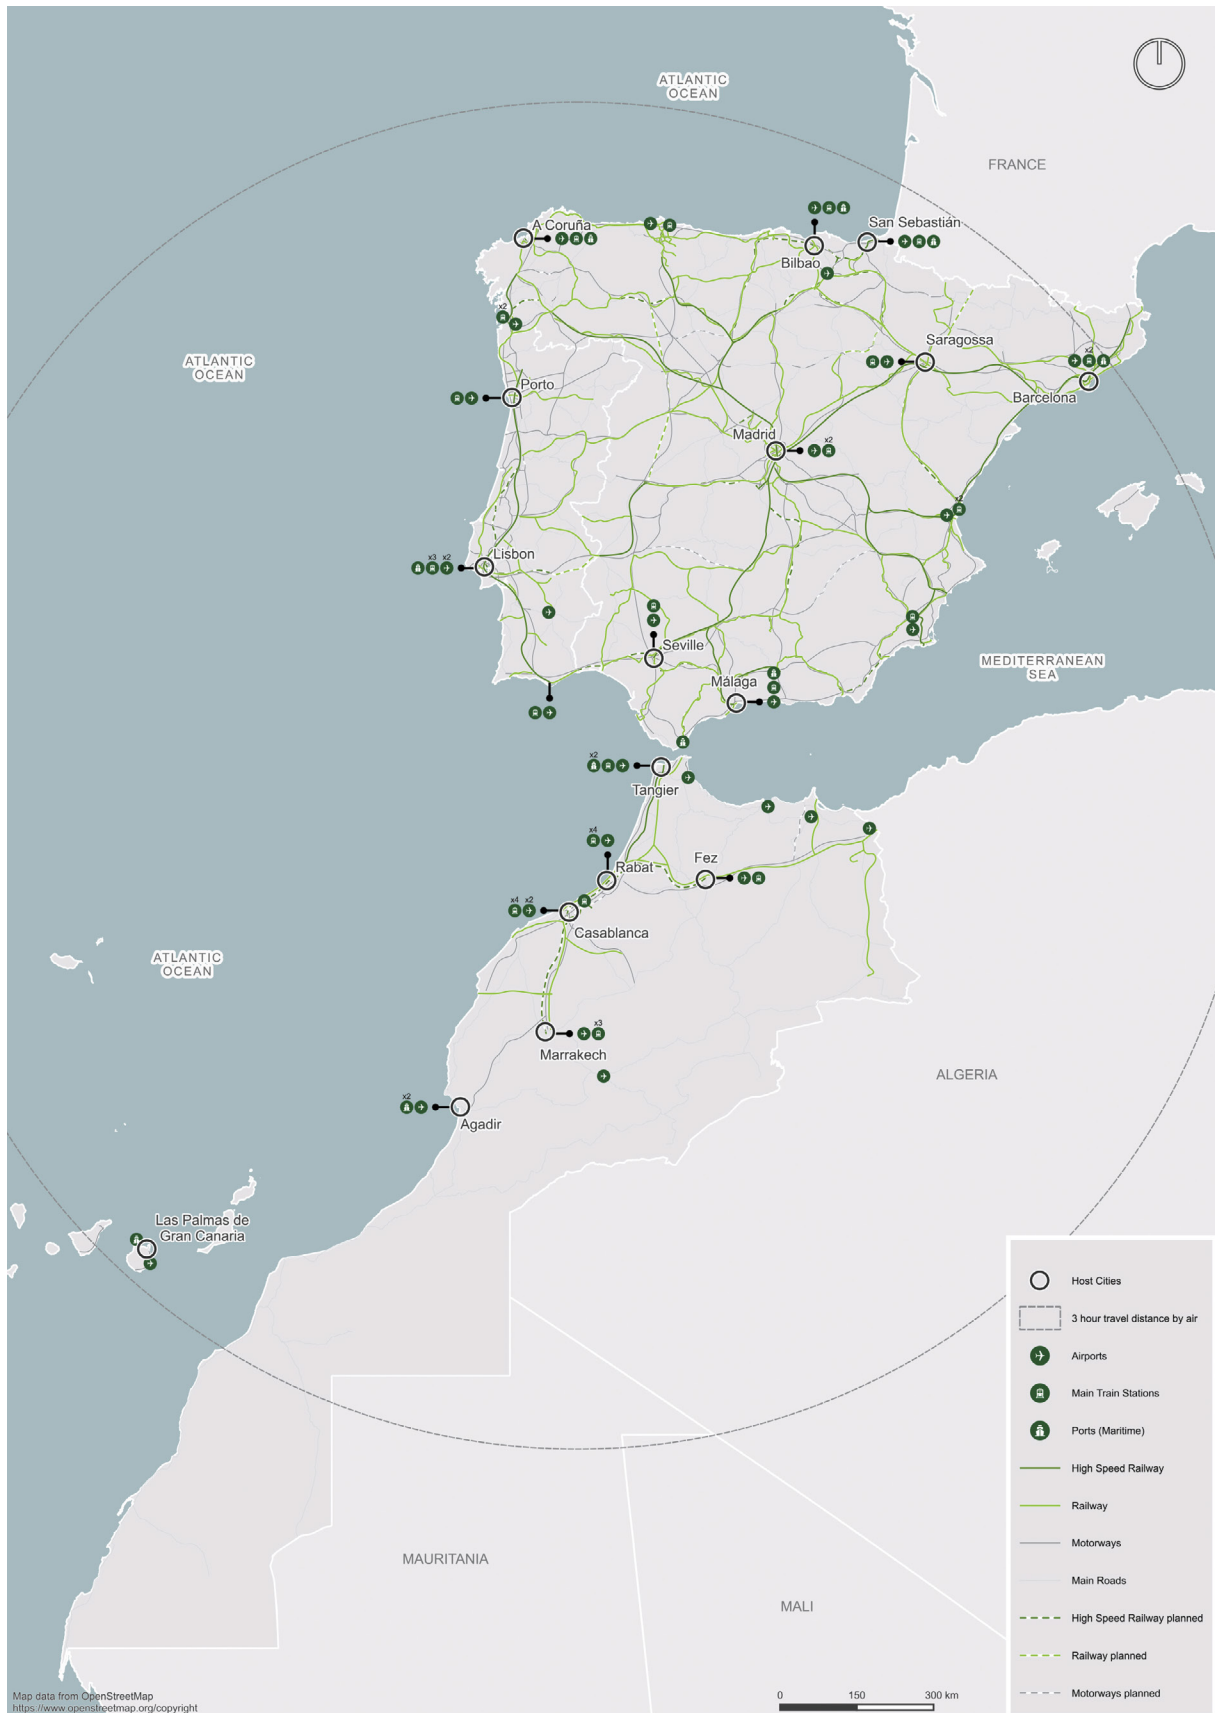 ATLANTIC
OCEAN
FRANCE
A Coruña
San Sebastián
Bilbao
x2
Saragossa
ATLANTIC
OCEAN
x2
Porto
Barcelona
Madrid
x2
x2
Lisbon
x3 x2
Seville
MEDITERRANEAN
SEA
Málaga
x2
Tangier
x4
Rabat
Fez
x4 x2
Casablanca
ATLANTIC
OCEAN
x3
Marrakech
ALGERIA
x2
Agadir
Las Palmas de
Gran Canaria
Host Cities
3 hour travel distance by air
Airports
Main Train Stations
Ports (Maritime)
High Speed Railway
Railway
Motorways
Main Roads
High Speed Railway planned
Railway planned
Motorways planned
MAURITANIA
MALI
Map data from OpenStreetMap
https://www.openstreetmap.org/copyright
0 150 300 km